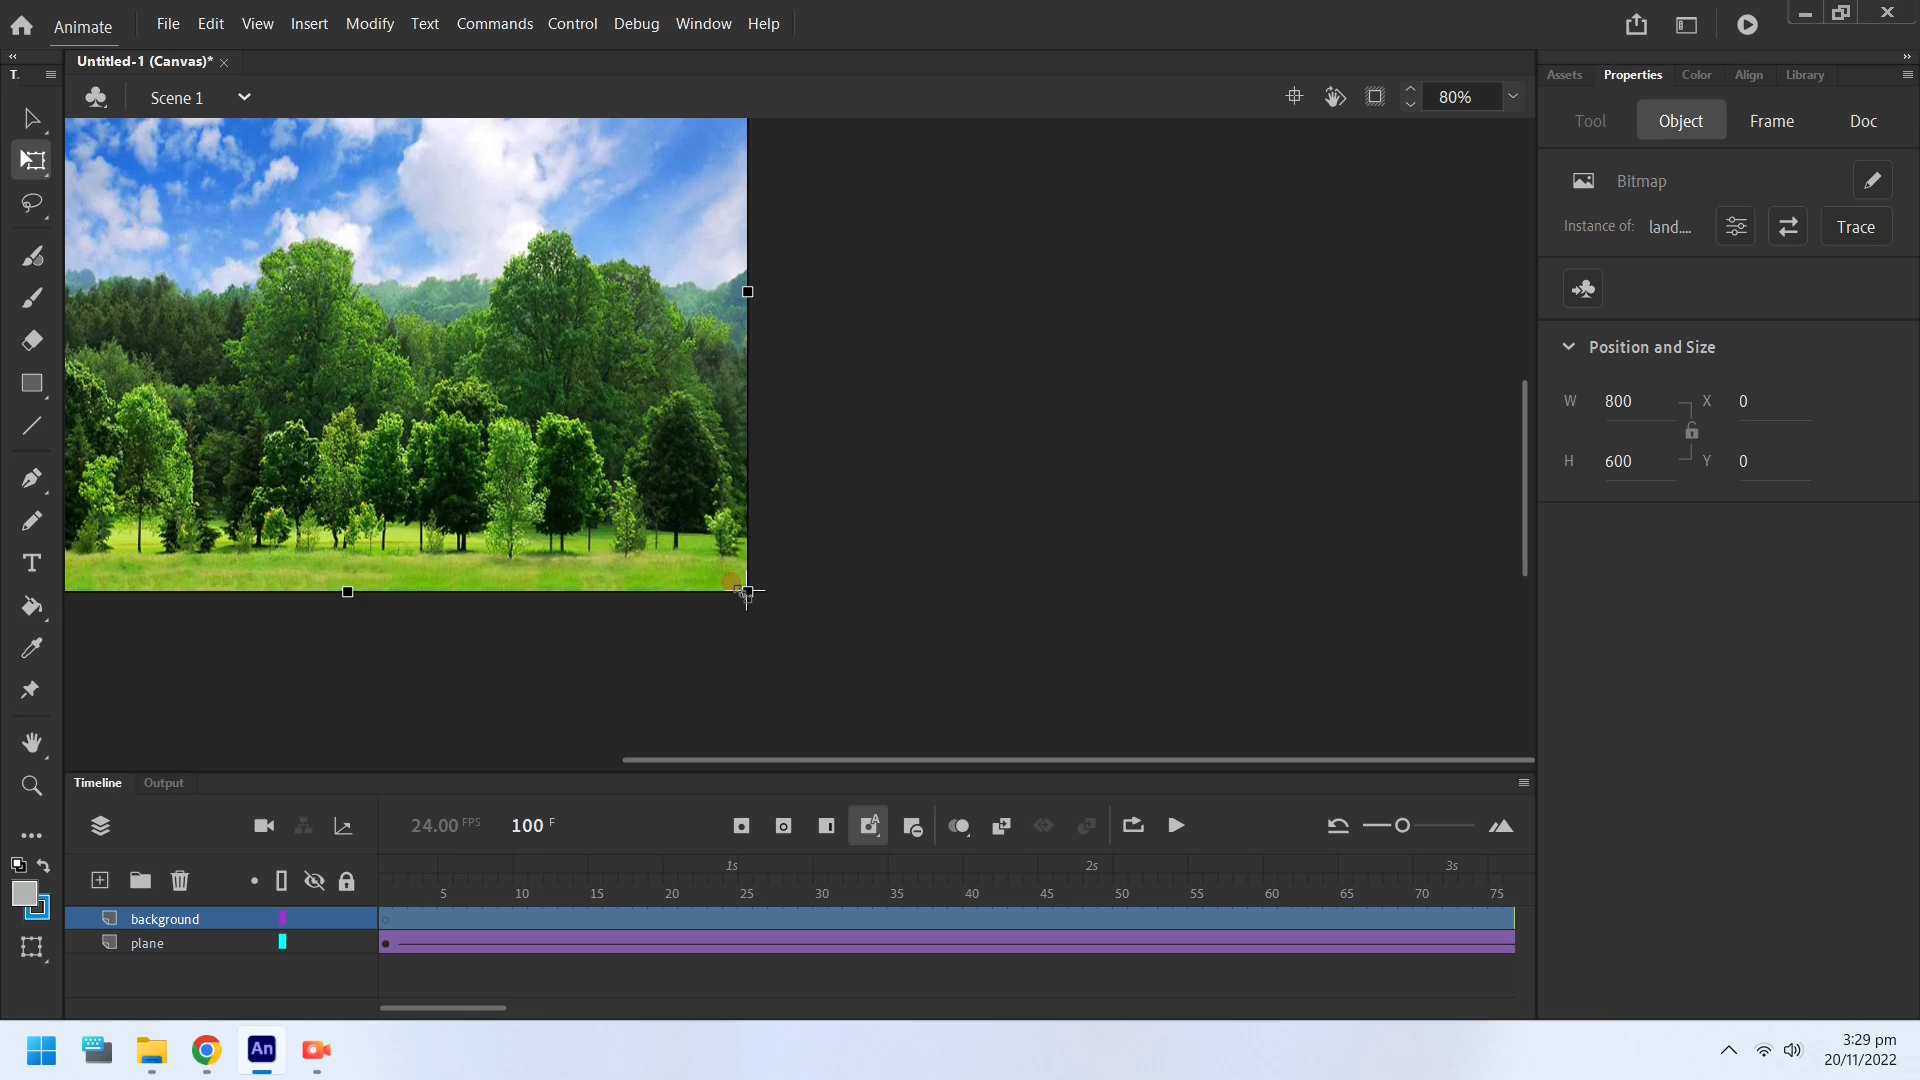 Animate
File Edit View Insert Modify Text Commands Control Debug Window Help
T.
Untitled-1 (Canvas)*
Scene 1
80%
Assets Properties Color Align Library
Tool Object Frame Doc
Bitmap
Instance of: land.... Trace
Position and Size
W 800 X 0
H 600 Y 0
Timeline Output
24.00 FPS 100 F
1s 2s 3s
5 10 15 20 25 30 35 40 45 50 55 60 65 70 75
background
plane
An
3:29 pm
20/11/2022